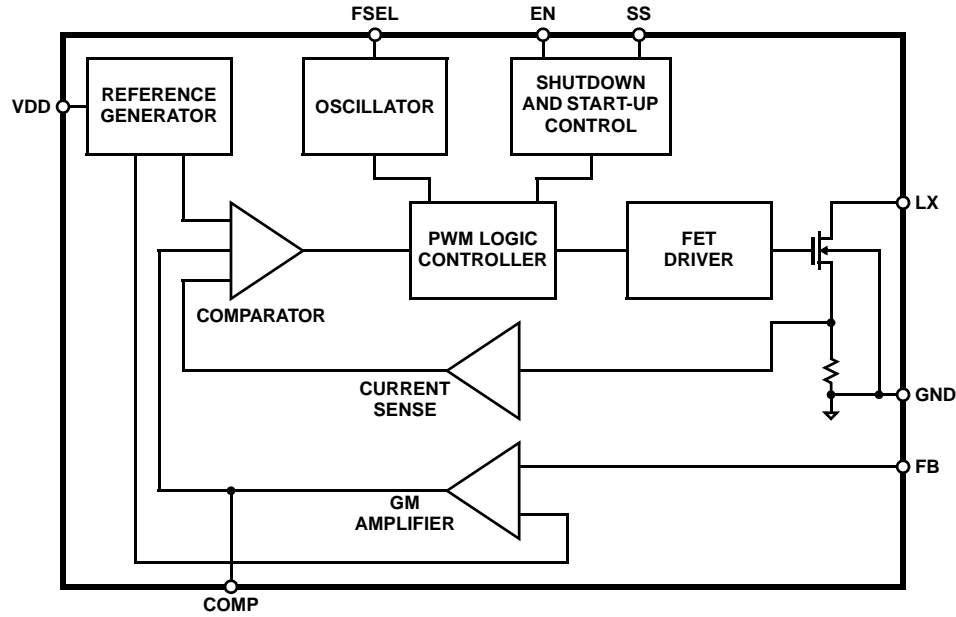 FSEL
EN
SS
VDD
REFERENCE
GENERATOR
OSCILLATOR
SHUTDOWN
AND START-UP
CONTROL
LX
PWM LOGIC
CONTROLLER
FET
DRIVER
COMPARATOR
CURRENT
SENSE
GND
FB
GM
AMPLIFIER
COMP